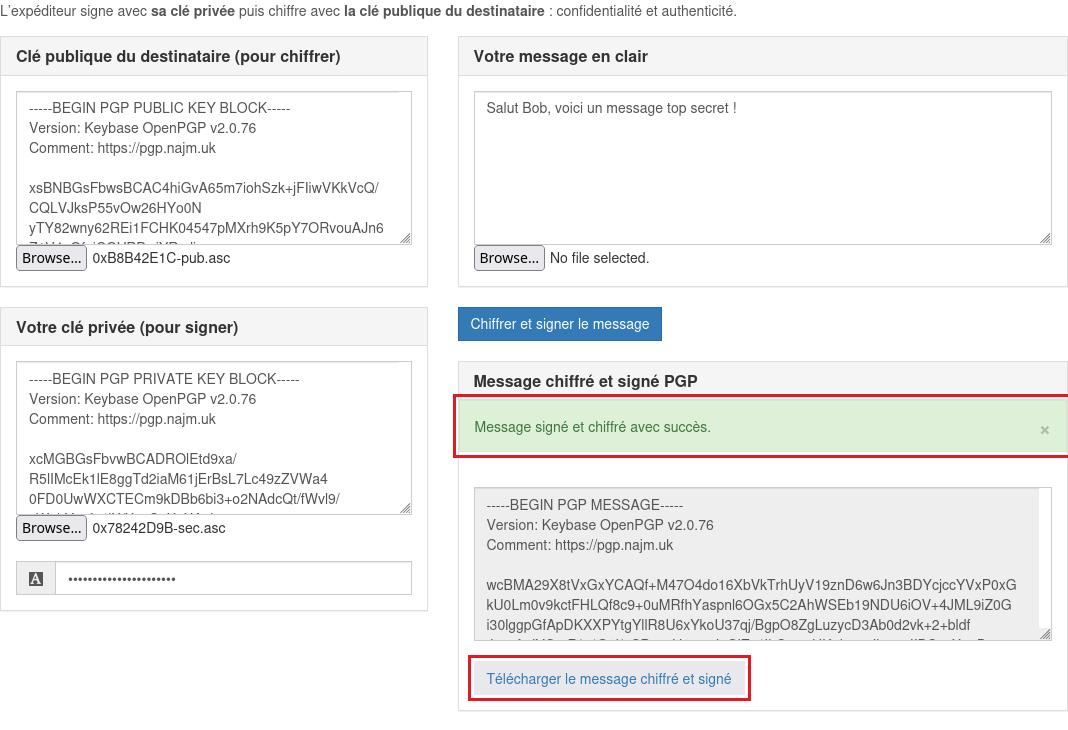 L'expéditeur signe avec sa clé privée puis chiffre avec la clé publique du destinataire : confidentialité et authenticité.
Clé publique du destinataire (pour chiffrer)
-----BEGIN PGP PUBLIC KEY BLOCK-----
Version: Keybase OpenPGP v2.0.76
Comment: https://pgp.najm.uk
xsBNBGsFbwsBCAC4hiGvA65m7iohSzk+jFIiwVKkVcQ/
CQLVJksP55vOw26HYo0N
yTY82wny62REi1FCHK04547pMXrh9K5pY7ORvouAJn6
Browse... 0xB8B42E1C-pub.asc
Votre clé privée (pour signer)
-----BEGIN PGP PRIVATE KEY BLOCK-----
Version: Keybase OpenPGP v2.0.76
Comment: https://pgp.najm.uk
xcMGBGsFbvwBCADROlEtd9xa/
R5lIMcEk1lE8ggTd2iaM61jErBsL7Lc49zZVWa4
0FD0UwWXCTECm9kDBb6bi3+o2NAdcQt/fWvl9/
Browse... 0x78242D9B-sec.asc
Votre message en clair
Salut Bob, voici un message top secret !
Browse... No file selected.
Chiffrer et signer le message
Message chiffré et signé PGP
Message signé et chiffré avec succès.
×
-----BEGIN PGP MESSAGE-----
Version: Keybase OpenPGP v2.0.76
Comment: https://pgp.najm.uk
wcBMA29X8tVxGxYCAQf+M47O4do16XbVkTrhUyV19znD6w6Jn3BDYcjccYVxP0xG
kU0Lm0v9kctFHLQf8c9+0uMRfhYaspnl6OGx5C2AhWSEb19NDU6iOV+4JML9iZ0G
i30lggpGfApDKXXPYtgYllR8U6xYkoU37qj/BgpO8ZgLuzycD3Ab0d2vk+2+bldf
Télécharger le message chiffré et signé